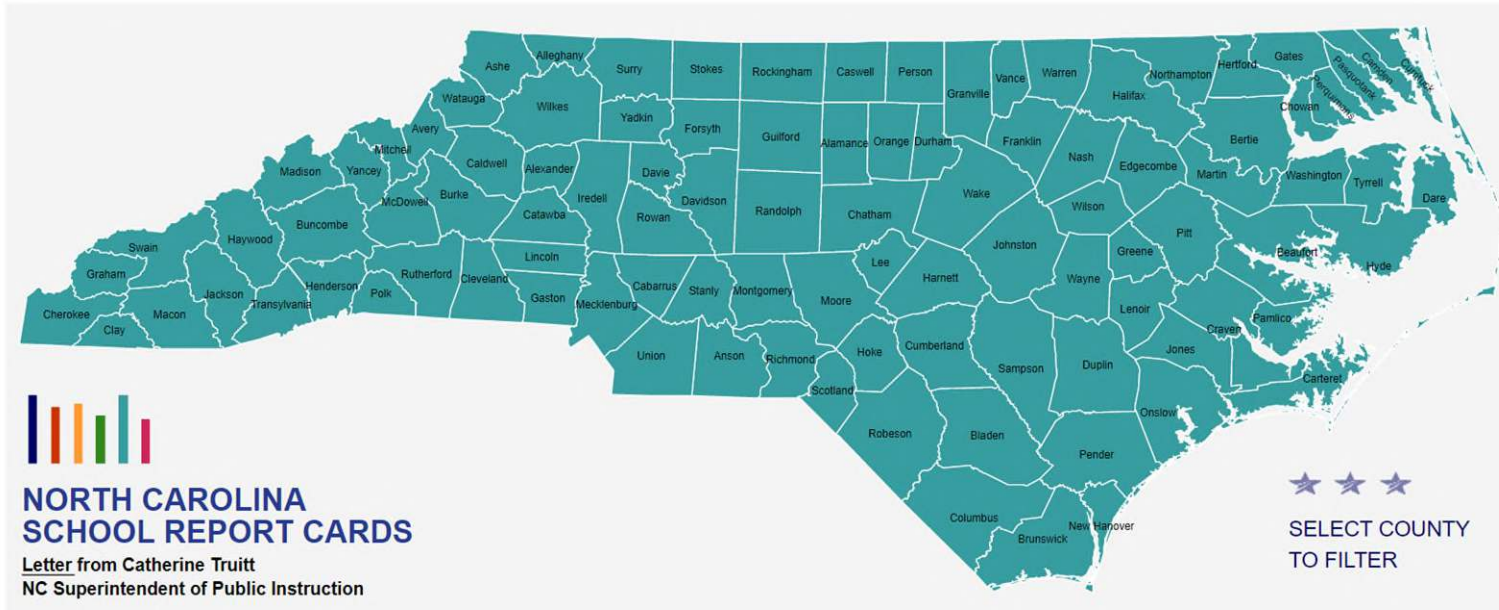 Ashe
Alleghany
Surry
Stokes
Rockingham
Caswell
Person
Granville
Vance
Warren
Northampton
Hertford
Gates
Pasquotank
Camden
Currituck
Perquimans
Chowan
Halifax
Watauga
Wilkes
Yadkin
Forsyth
Guilford
Alamance
Orange
Durham
Franklin
Nash
Edgecombe
Bertie
Martin
Washington
Tyrrell
Dare
Avery
Mitchell
Yancey
Madison
Caldwell
Alexander
Iredell
Davie
Davidson
Randolph
Chatham
Wake
Wilson
Pitt
McDowell
Burke
Catawba
Rowan
Buncombe
Haywood
Swain
Graham
Johnston
Greene
Wayne
Beaufort
Hyde
Lincoln
Rutherford
Cleveland
Gaston
Mecklenburg
Cabarrus
Stanly
Montgomery
Moore
Lee
Harnett
Henderson
Polk
Jackson
Transylvania
Macon
Cherokee
Clay
Lenoir
Craven
Pamlico
Jones
Carteret
Union
Anson
Richmond
Scotland
Hoke
Cumberland
Sampson
Duplin
Onslow
Robeson
Bladen
Pender
Columbus
Brunswick
New Hanover
NORTH CAROLINA
SCHOOL REPORT CARDS
Letter from Catherine Truitt
NC Superintendent of Public Instruction
SELECT COUNTY
TO FILTER